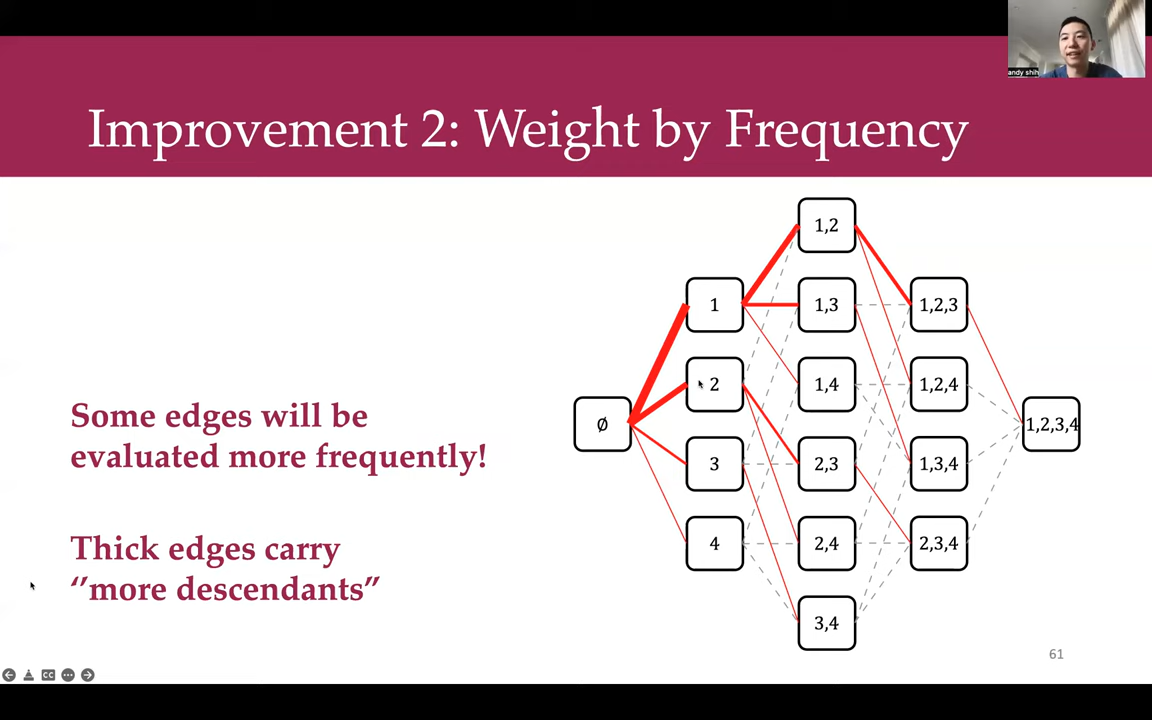 andy shih
Improvement 2: Weight by Frequency
Some edges will be
evaluated more frequently!
Thick edges carry
‘’more descendants”
∅
1
2
3
4
1,2
1,3
1,4
2,3
2,4
3,4
1,2,3
1,2,4
1,3,4
2,3,4
1,2,3,4
61
CC